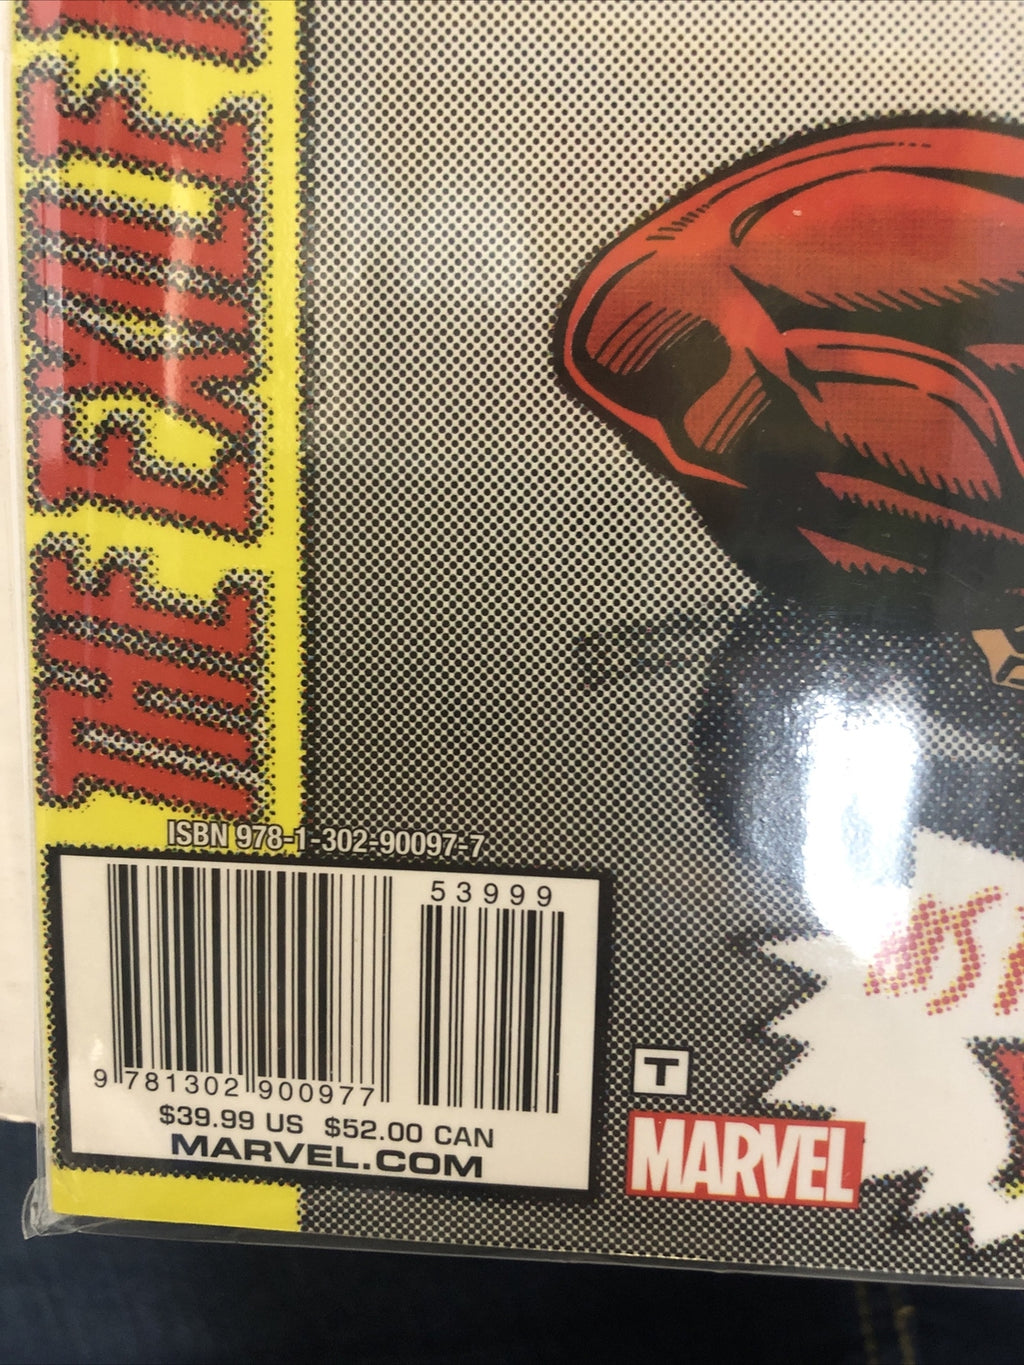 THE EXILE
ISBN 978-1-302-90097-7
53999
9 781302 900977
$39.99 US $52.00 CAN
MARVEL.COM
T
MARVEL